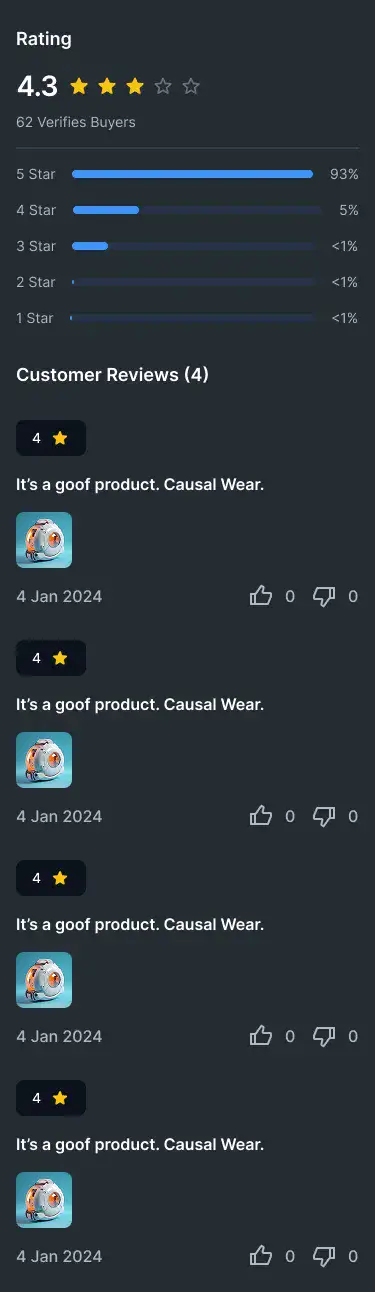 Rating
4.3
62 Verifies Buyers
5 Star 93%
4 Star 5%
3 Star <1%
2 Star <1%
1 Star <1%
Customer Reviews (4)
4
It's a goof product. Causal Wear.
4 Jan 2024 0 0
4
It's a goof product. Causal Wear.
4 Jan 2024 0 0
4
It's a goof product. Causal Wear.
4 Jan 2024 0 0
4
It's a goof product. Causal Wear.
4 Jan 2024 0 0